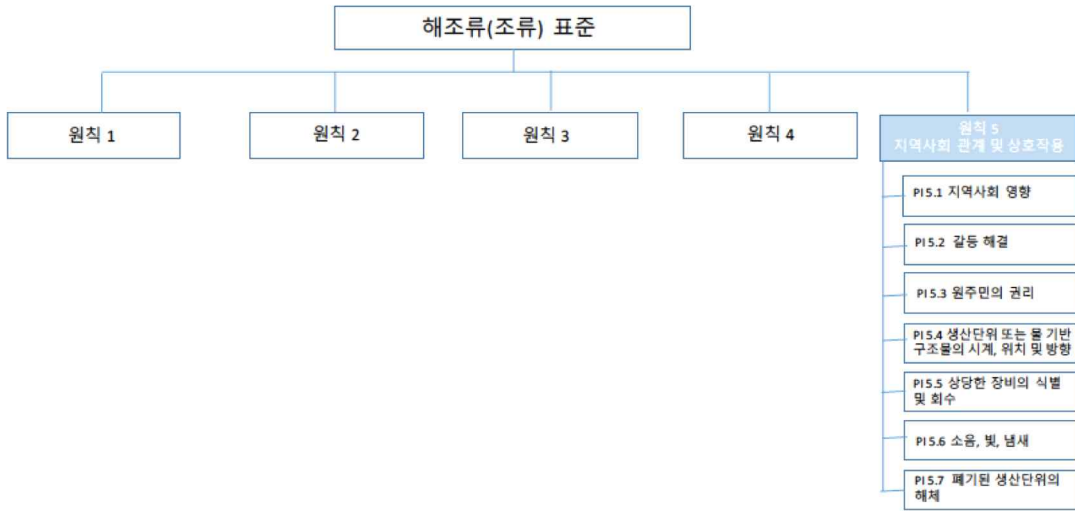 해조류(조류) 표준
원칙 1
원칙 2
원칙 3
원칙 4
원칙 5
지역사회 관계 및 상호작용
PI 5.1 지역사회 영향
PI 5.2 갈등 해결
PI 5.3 원주민의 권리
PI 5.4 생산단위 또는 물 기반
구조물의 시계, 위치 및 방향
PI 5.5 상당한 장비의 식별
및 회수
PI 5.6 소음, 빛, 냄새
PI 5.7 폐기된 생산단위의
해체